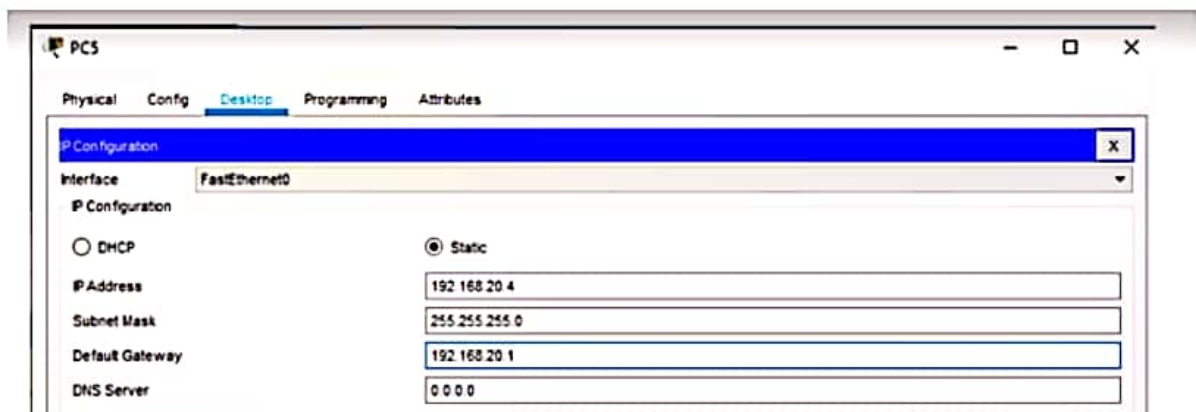 PC5
Physical Config Desktop Programming Attributes
IP Configuration X
Interface FastEthernet0
IP Configuration
DHCP Static
IP Address 192.168.20.4
Subnet Mask 255.255.255.0
Default Gateway 192.168.20.1
DNS Server 0.0.0.0